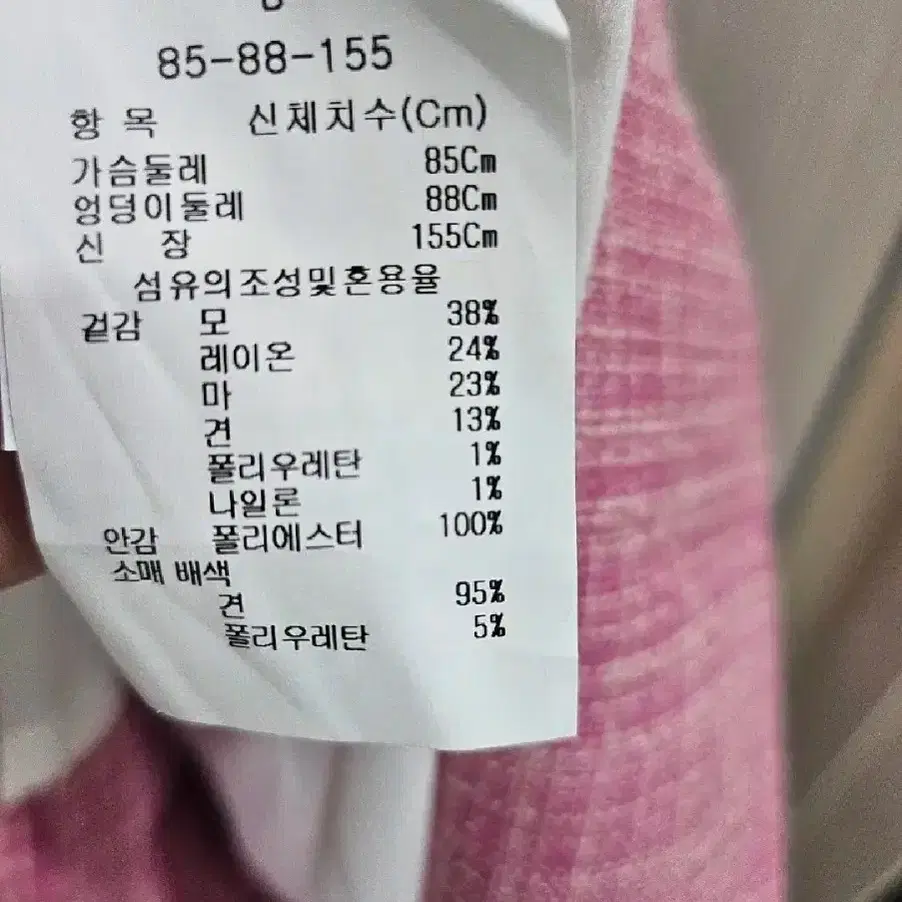 85-88-155
항 목 신체치수(Cm)
가슴둘레 85Cm
엉덩이둘레 88Cm
신 장 155Cm
섬유의조성및혼용율
겉감 모 38%
레이온 24%
마 23%
견 13%
폴리우레탄 1%
나일론 1%
안감 폴리에스터 100%
소매 배색
견 95%
폴리우레탄 5%